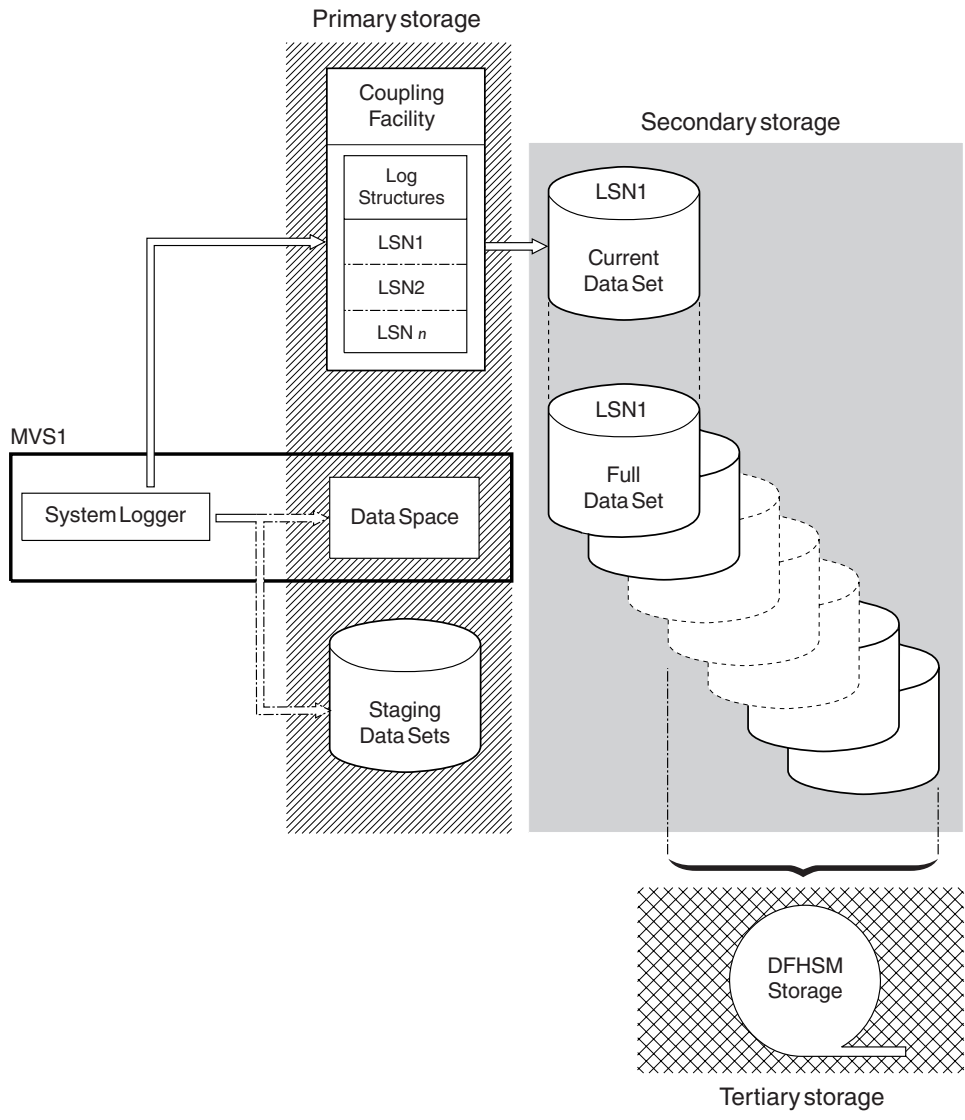 Primary storage
Coupling
Facility
Log
Structures
LSN1
LSN2
LSN n
Secondary storage
LSN1
Current
Data Set
LSN1
Full
Data Set
MVS1
System Logger
Data Space
Staging
Data Sets
DFHSM
Storage
Tertiary storage